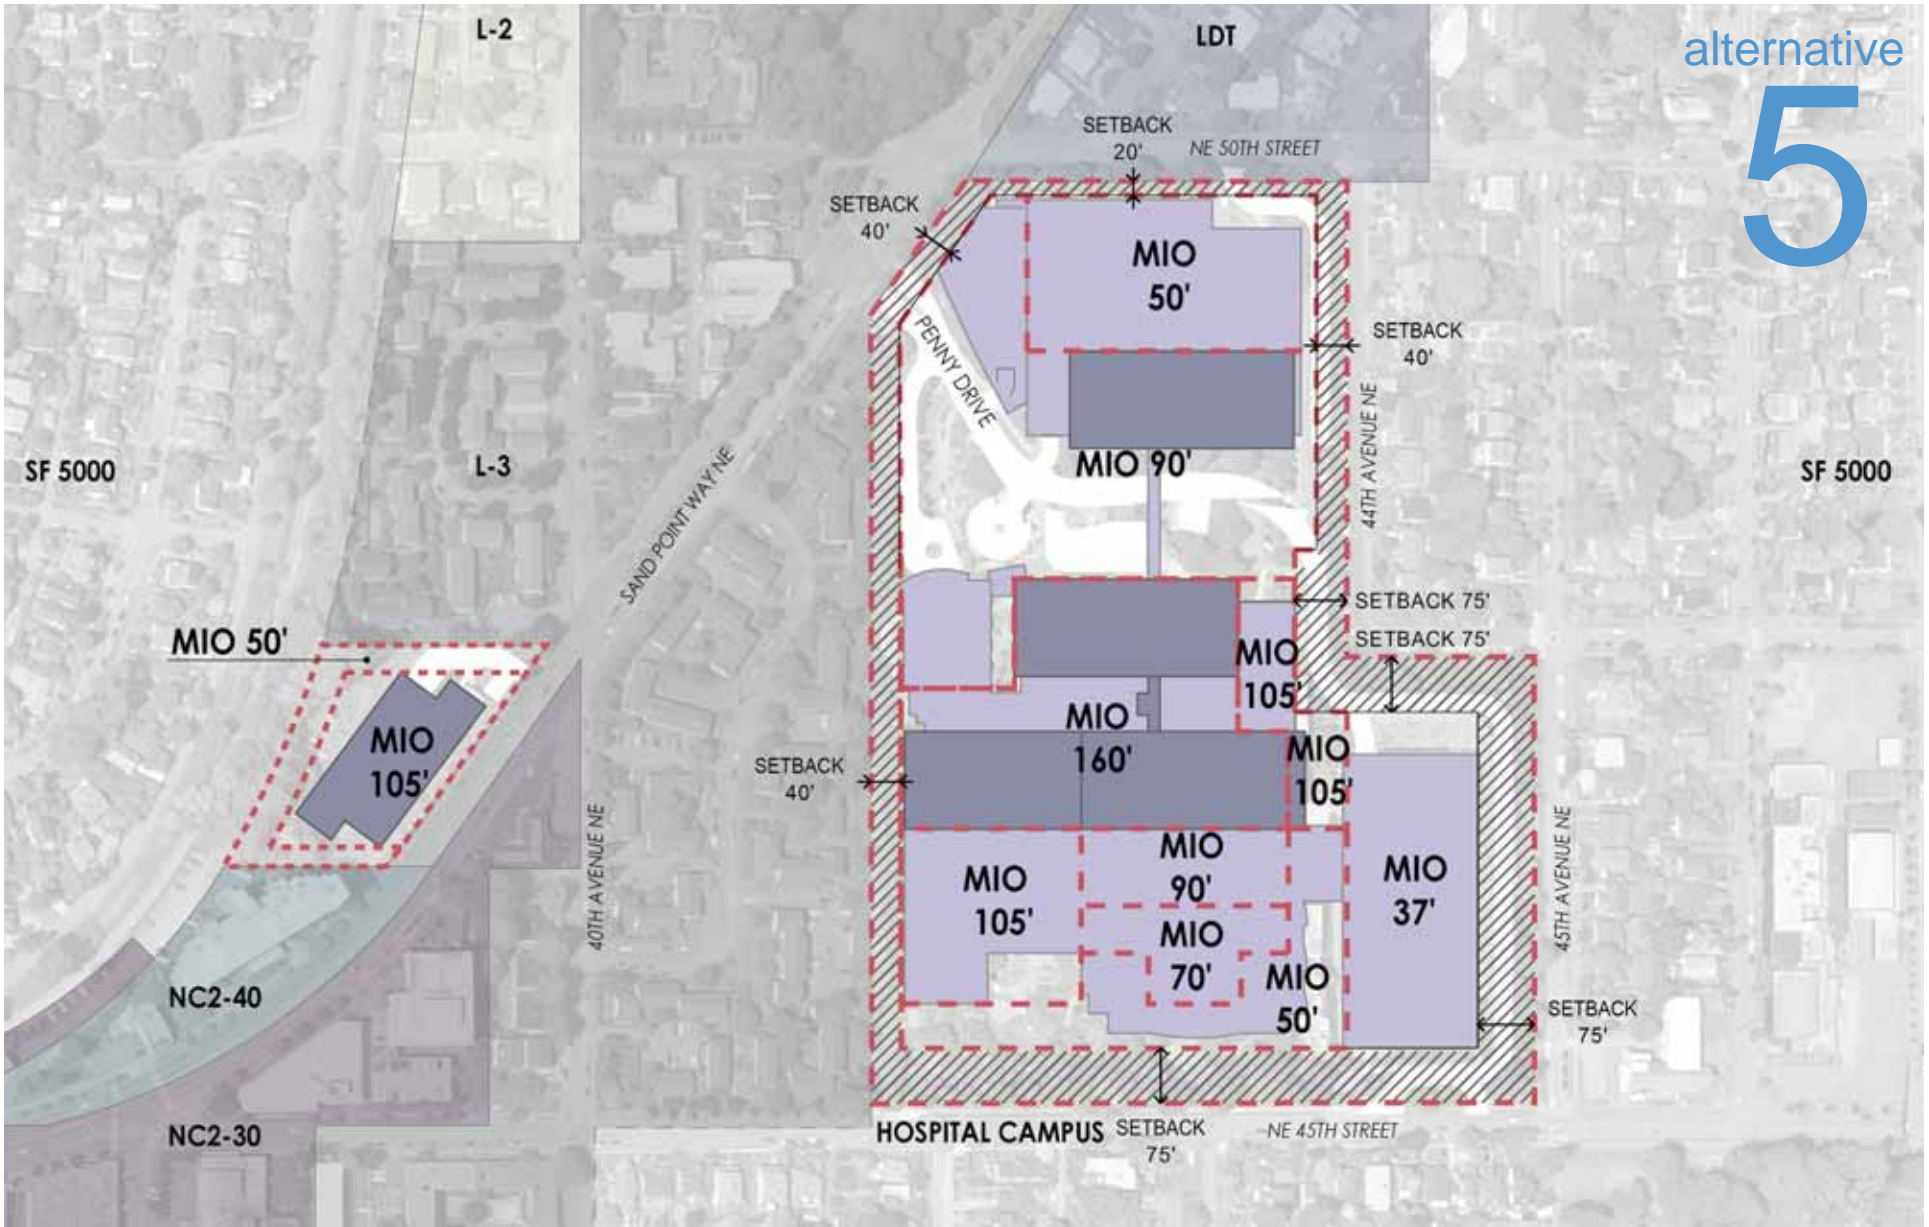 alternative
5
L-2
LDT
SETBACK
20'
NE 50TH STREET
SETBACK
40'
MIO
50'
SETBACK
40'
PENNY DRIVE
44TH AVENUE NE
SF 5000
L-3
MIO 90'
SF 5000
SAND POINT WAY NE
SETBACK 75'
SETBACK 75'
MIO 50'
MIO
105'
MIO
105'
MIO
160'
MIO
105'
SETBACK
40'
40TH AVENUE NE
MIO
105'
MIO
90'
MIO
37'
45TH AVENUE NE
MIO
70'
MIO
50'
NC2-40
SETBACK
75'
NC2-30
HOSPITAL CAMPUS
SETBACK
75'
NE 45TH STREET